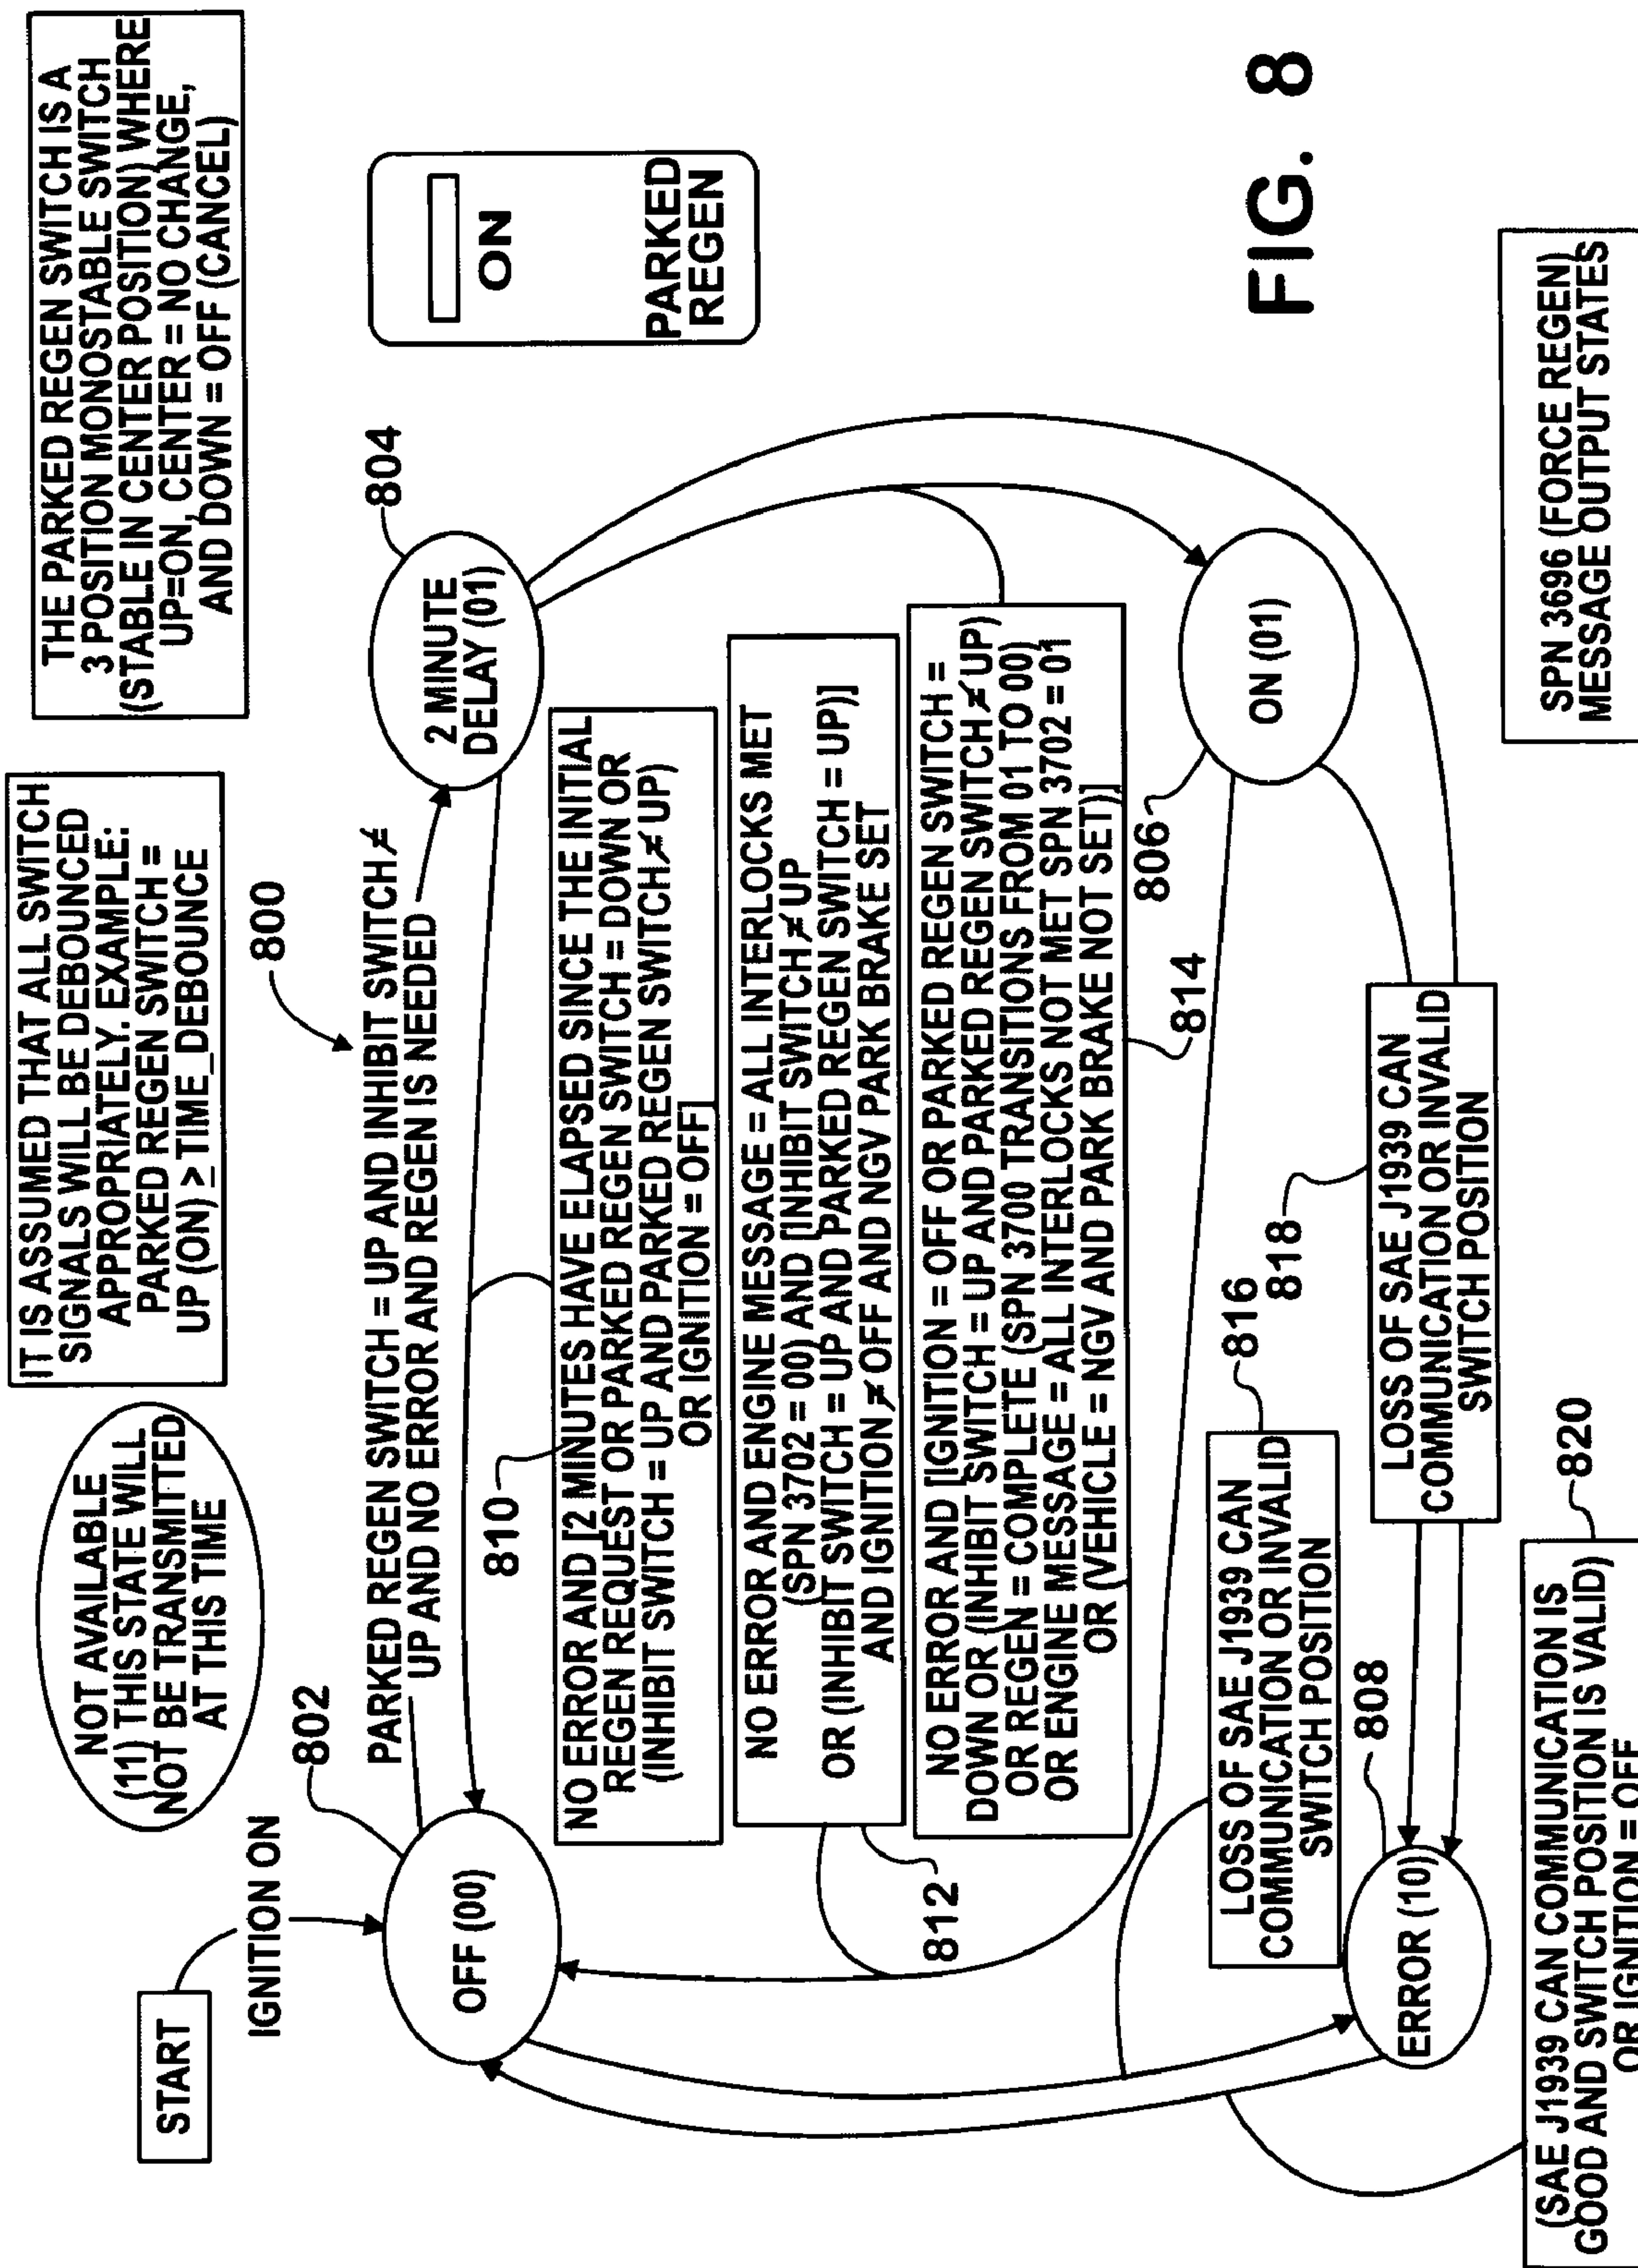 START
IGNITION ON
NOT AVAILABLE
(11) THIS STATE WILL
NOT BE TRANSMITTED
AT THIS TIME
IT IS ASSUMED THAT ALL SWITCH
SIGNALS WILL BE DEBOUNCED
APPROPRIATELY. EXAMPLE:
PARKED REGEN SWITCH =
UP (ON) ≥ TIME_DEBOUNCE
THE PARKED REGEN SWITCH IS A
3 POSITION MONOSTABLE SWITCH
(STABLE IN CENTER POSITION) WHERE
UP=ON, CENTER = NO CHANGE,
AND DOWN = OFF (CANCEL)
800
802
OFF (00)
PARKED REGEN SWITCH = UP AND INHIBIT SWITCH ≠
UP AND NO ERROR AND REGEN IS NEEDED
2 MINUTE
DELAY (01)
804
ON
PARKED
REGEN
810
NO ERROR AND [2 MINUTES HAVE ELAPSED SINCE THE INITIAL
REGEN REQUEST OR PARKED REGEN SWITCH = DOWN OR
(INHIBIT SWITCH = UP AND PARKED REGEN SWITCH ≠ UP)
OR IGNITION = OFF]
NO ERROR AND ENGINE MESSAGE = ALL INTERLOCKS MET
(SPN 3702 = 00) AND [INHIBIT SWITCH ≠ UP
OR (INHIBIT SWITCH = UP AND PARKED REGEN SWITCH = UP)]
AND IGNITION ≠ OFF AND NGV PARK BRAKE SET
812
NO ERROR AND [IGNITION = OFF OR PARKED REGEN SWITCH =
DOWN OR (INHIBIT SWITCH = UP AND PARKED REGEN SWITCH ≠ UP)
OR REGEN = COMPLETE (SPN 3700 TRANSITIONS FROM 01 TO 00)
OR ENGINE MESSAGE = ALL INTERLOCKS NOT MET SPN 3702 = 01
OR (VEHICLE = NGV AND PARK BRAKE NOT SET)]
814
806
ON (01)
LOSS OF SAE J1939 CAN
COMMUNICATION OR INVALID
SWITCH POSITION
816
818
LOSS OF SAE J1939 CAN
COMMUNICATION OR INVALID
SWITCH POSITION
808
ERROR (10)
820
(SAE J1939 CAN COMMUNICATION IS
GOOD AND SWITCH POSITION IS VALID)
OR IGNITION = OFF
SPN 3696 (FORCE REGEN)
MESSAGE OUTPUT STATES
FIG. 8